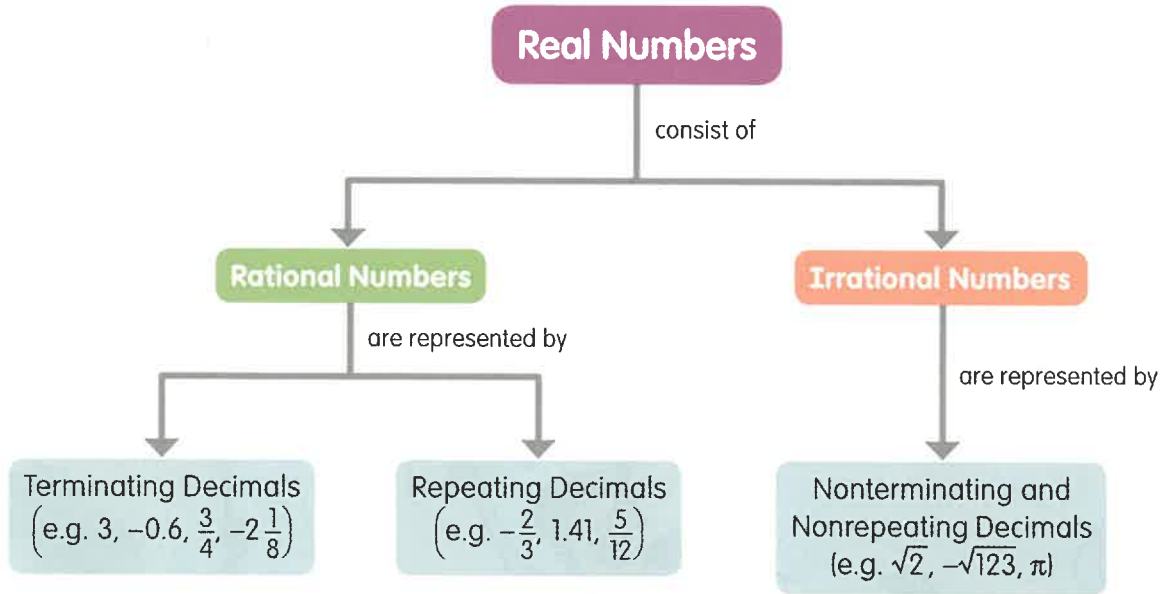 Real Numbers
consist of
Rational Numbers
Irrational Numbers
are represented by
are represented by
Terminating Decimals
(e.g. 3, −0.6, 3/4, −2 1/8)
Repeating Decimals
(e.g. −2/3, 1.41, 5/12)
Nonterminating and
Nonrepeating Decimals
(e.g. √2, −√123, π)